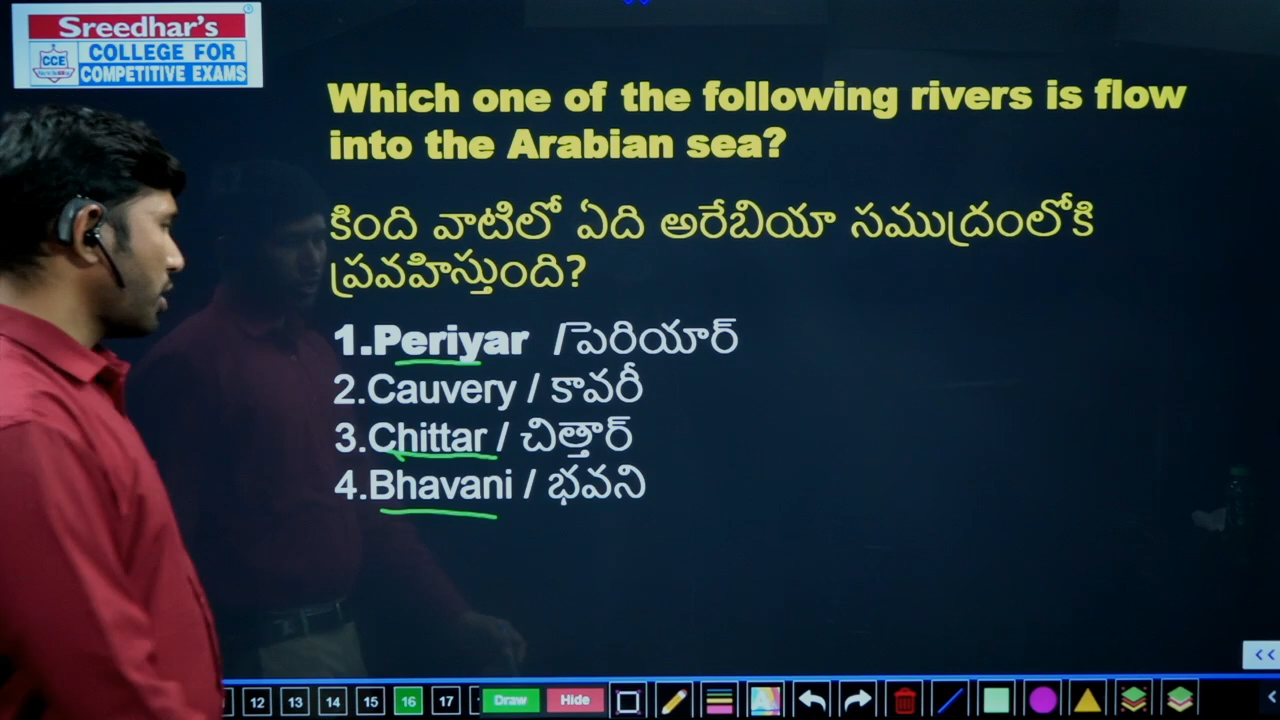 Sreedhar's
CCE
COLLEGE FOR
COMPETITIVE EXAMS
Which one of the following rivers is flow
into the Arabian sea?
కింది వాటిలో ఏది అరేబియా సముద్రంలోకి
ప్రవహిస్తుంది?
1.Periyar /పెరియార్
2.Cauvery / కావరీ
3.Chittar / చిత్తార్
4.Bhavani / భవని
<<
12 13 14 15 16 17 Draw Hide